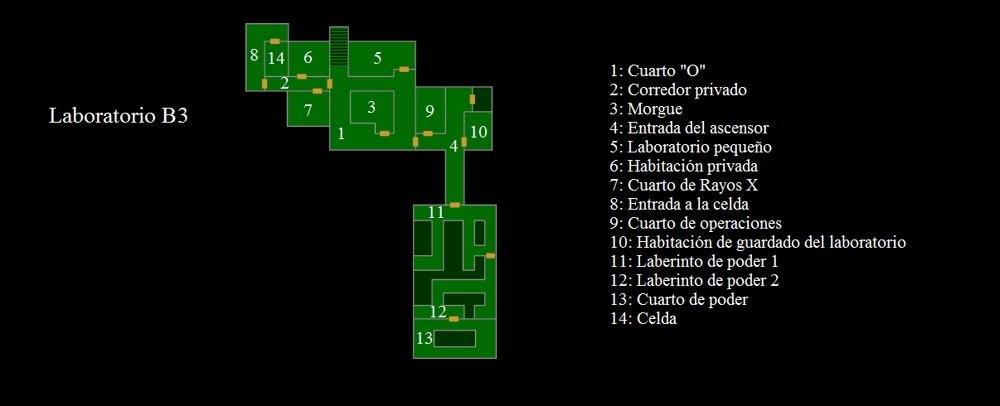 Laboratorio B3
8
14
6
5
2
7
3
9
1
4
10
11
12
13
1: Cuarto "O"
2: Corredor privado
3: Morgue
4: Entrada del ascensor
5: Laboratorio pequeño
6: Habitación privada
7: Cuarto de Rayos X
8: Entrada a la celda
9: Cuarto de operaciones
10: Habitación de guardado del laboratorio
11: Laberinto de poder 1
12: Laberinto de poder 2
13: Cuarto de poder
14: Celda